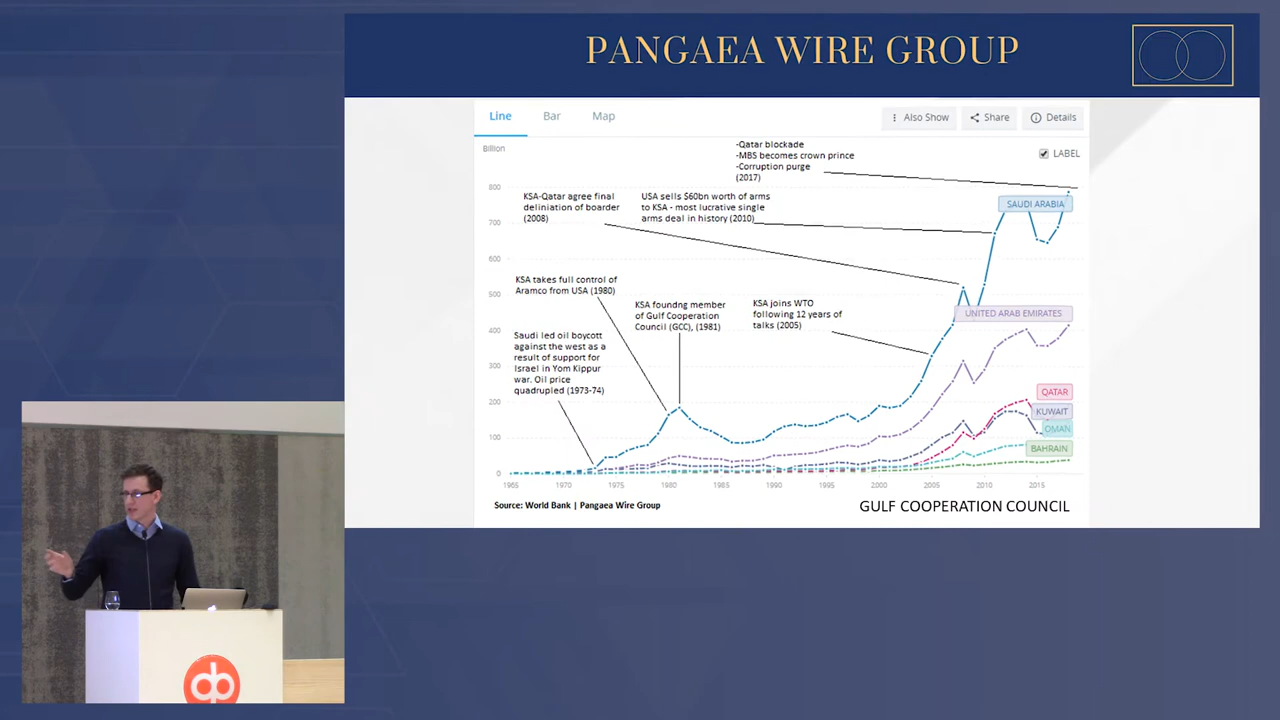 PANGAEA WIRE GROUP
Line
Bar
Map
Also Show
Share
Details
Billion
LABEL
-Qatar blockade
-MBS becomes crown prince
-Corruption purge
(2017)
KSA-Qatar agree final
deliniation of boarder
(2008)
USA sells $60bn worth of arms
to KSA - most lucrative single
arms deal in history (2010)
KSA takes full control of
Aramco from USA (1980)
KSA foundng member
of Gulf Cooperation
Council (GCC), (1981)
KSA joins WTO
following 12 years of
talks (2005)
Saudi led oil boycott
against the west as a
result of support for
Israel in Yom Kippur
war. Oil price
quadrupled (1973-74)
800
700
600
500
400
300
200
100
0
SAUDI ARABIA
UNITED ARAB EMIRATES
QATAR
KUWAIT
OMAN
BAHRAIN
1965
1970
1975
1980
1985
1990
1995
2000
2005
2010
2015
Source: World Bank | Pangaea Wire Group
GULF COOPERATION COUNCIL